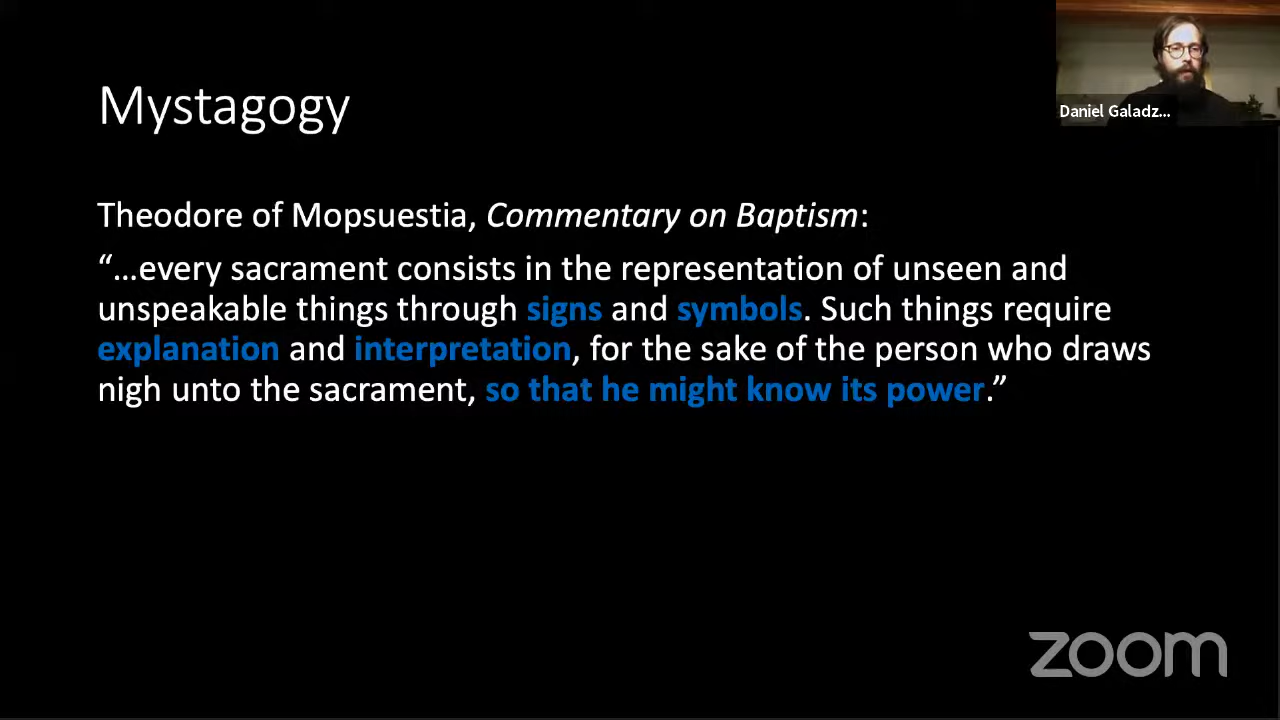 Mystagogy
Daniel Galadz...
Theodore of Mopsuestia, Commentary on Baptism:
“…every sacrament consists in the representation of unseen and
unspeakable things through signs and symbols. Such things require
explanation and interpretation, for the sake of the person who draws
nigh unto the sacrament, so that he might know its power.”
zoom